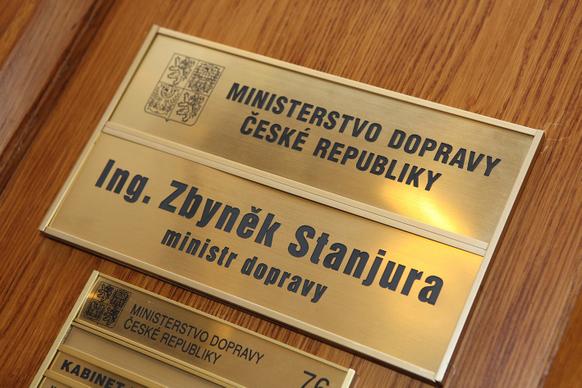 MINISTERSTVO DOPRAVY
ČESKÉ REPUBLIKY
Ing. Zbyněk Stanjura
ministr dopravy
MINISTERSTVO DOPRAVY
ČESKÉ REPUBLIKY
76
KABINET